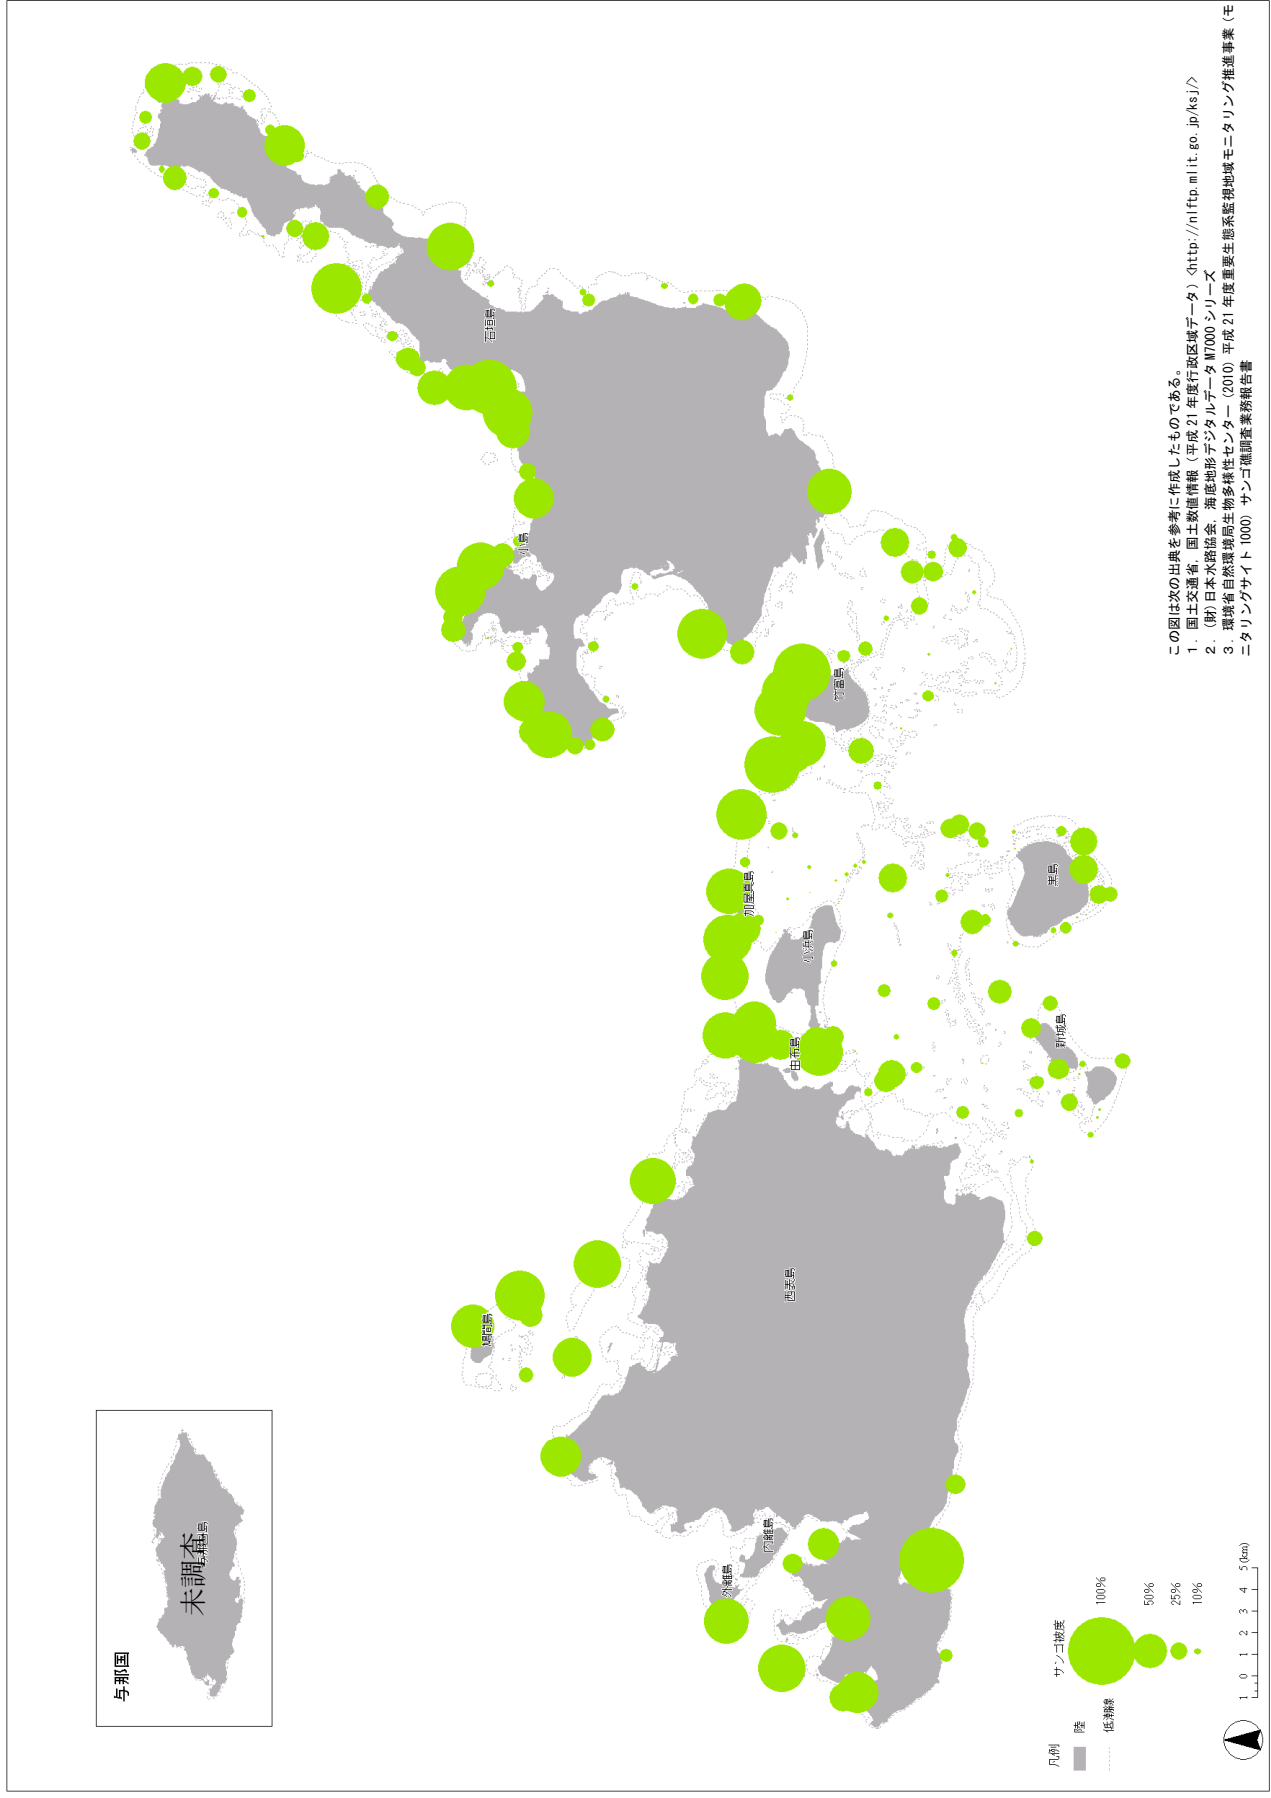 与那国
与那国島
未調査
石垣島
小島
竹富島
加屋真島
小浜島
由布島
黒島
新城島
鳩間島
西表島
外離島
内離島
凡例
陸
低潮線
サンゴ被度
100%
50%
25%
10%
1 0 1 2 3 4 5(km)
この図は次の出典を参考に作成したものである。
1．国土交通省，国土数値情報（平成21年度行政区域データ）<http://nlftp.mlit.go.jp/ksj/>
2．（財）日本水路協会，海底地形デジタルデータM7000シリーズ
3．環境省自然環境局生物多様性センター（2010）平成21年度重要生態系監視地域モニタリング推進事業（モ
ニタリングサイト1000）サンゴ礁調査業務報告書